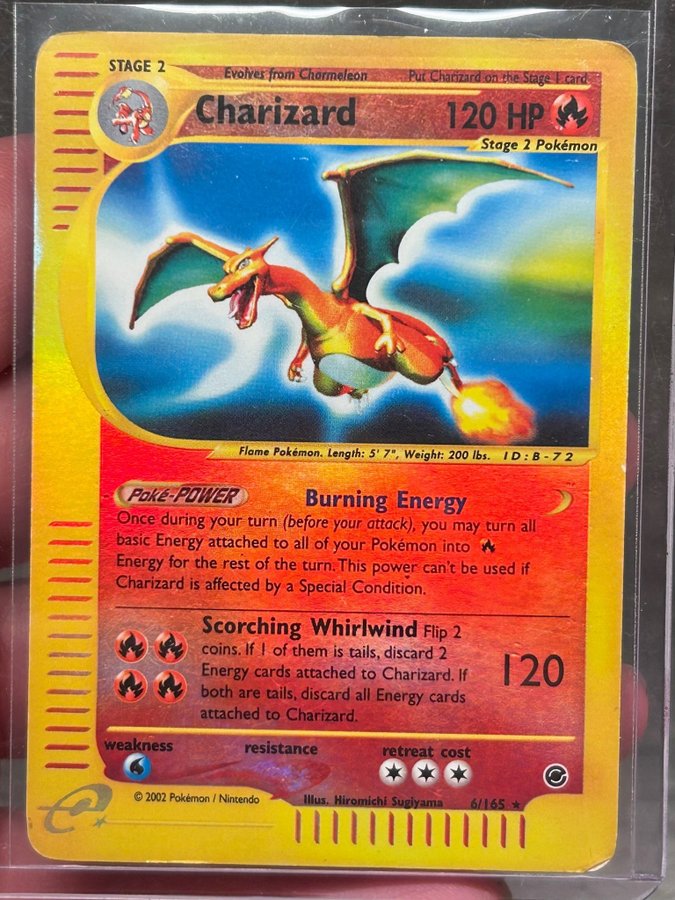 STAGE 2
Evolves from Charmeleon
Put Charizard on the Stage 1 card
Charizard
120 HP
Stage 2 Pokémon
Flame Pokémon. Length: 5' 7", Weight: 200 lbs. ID:B-72
Poké-POWER
Burning Energy
Once during your turn (before your attack), you may turn all
basic Energy attached to all of your Pokémon into
Energy for the rest of the turn. This power can't be used if
Charizard is affected by a Special Condition.
Scorching Whirlwind Flip 2
coins. If 1 of them is tails, discard 2
Energy cards attached to Charizard. If
both are tails, discard all Energy cards
attached to Charizard.
120
weakness
resistance
retreat cost
© 2002 Pokémon / Nintendo
Illus. Hiromichi Sugiyama
6/165 ★
e